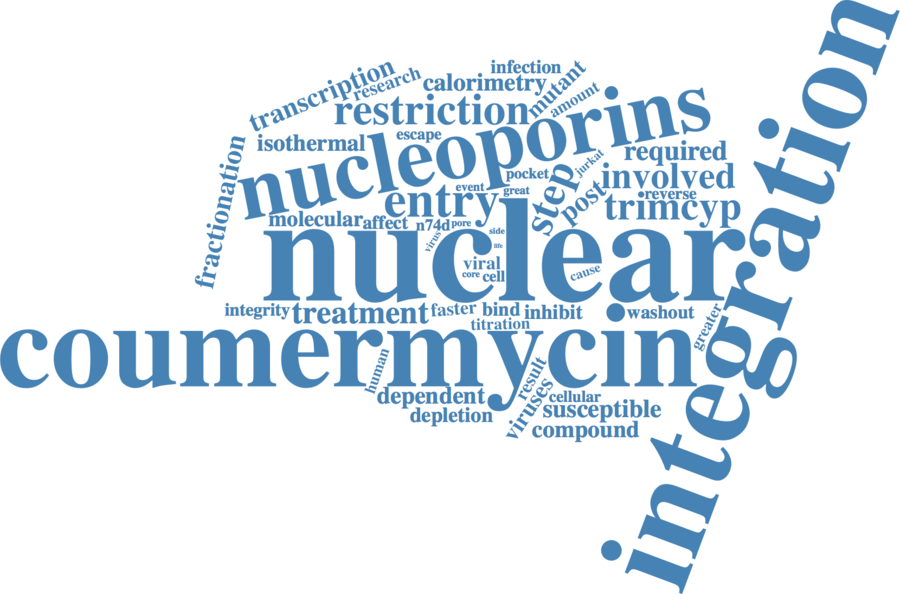 infection
transcription
research
calorimetry
mutant
amount
restriction
escape
isothermal
nucleoporins
jurkat
required
pocket
involved
event
great
step
post
reverse
fractionation
entry
trimcyp
molecular
affect
n74d
pore
side
virus
life
nuclear
integration
viral
core
cell
cause
integrity
treatment
faster
bind
inhibit
washout
titration
greater
coumermycin
human
result
dependent
viruses
cellular
depletion
susceptible
compound